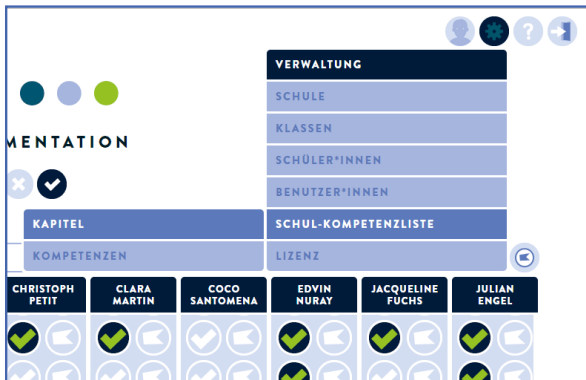 ?
VERWALTUNG
SCHULE
KLASSEN
MENTATION
SCHÜLER*INNEN
BENUTZER*INNEN
KAPITEL
SCHUL-KOMPETENZLISTE
KOMPETENZEN
LIZENZ
CHRISTOPH
PETIT
CLARA
MARTIN
COCO
SANTOMENA
EDVIN
NURAY
JACQUELINE
FUCHS
JULIAN
ENGEL